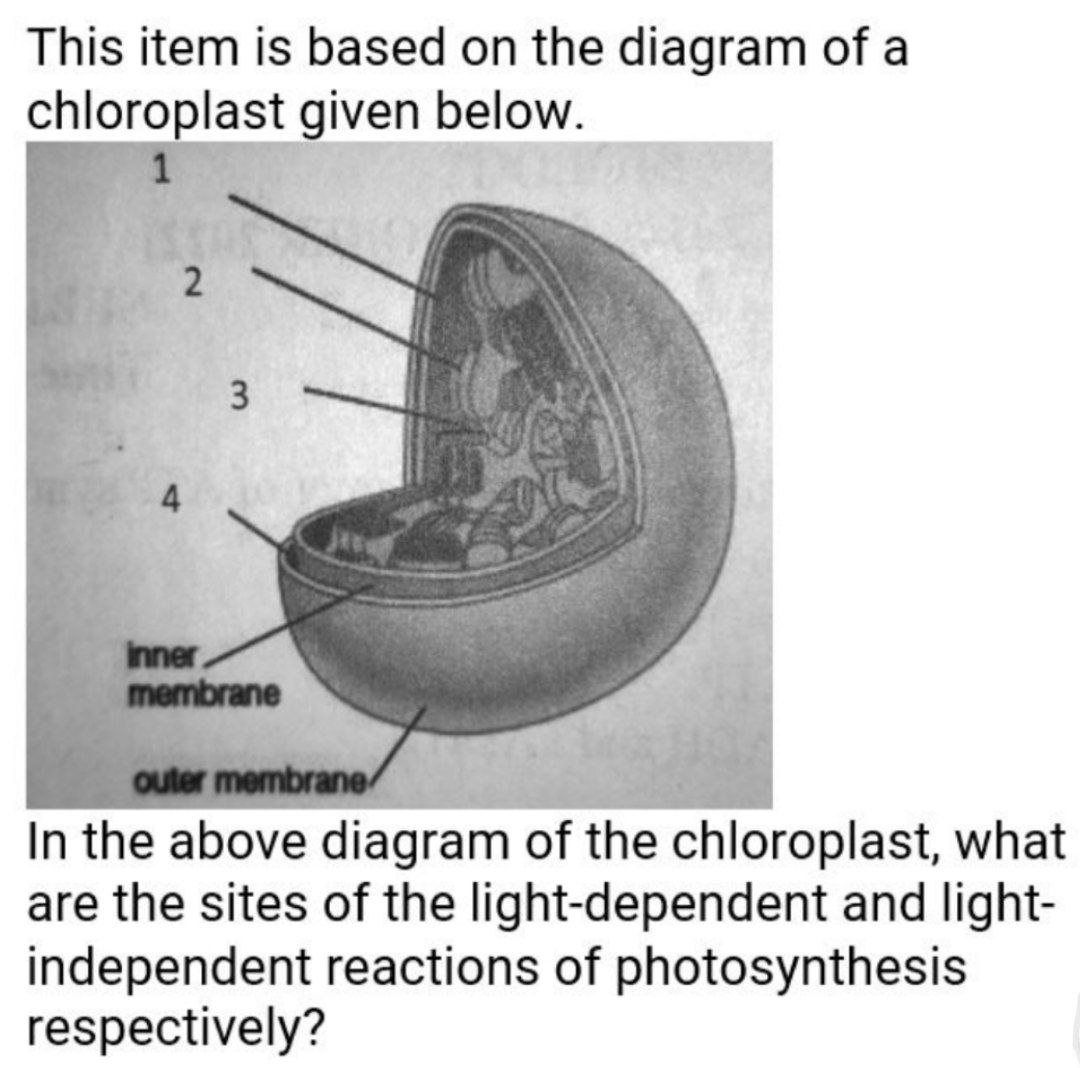 This item is based on the diagram of a
chloroplast given below.
1
2
3
4
inner
membrane
outer membrane
In the above diagram of the chloroplast, what
are the sites of the light-dependent and light-
independent reactions of photosynthesis
respectively?